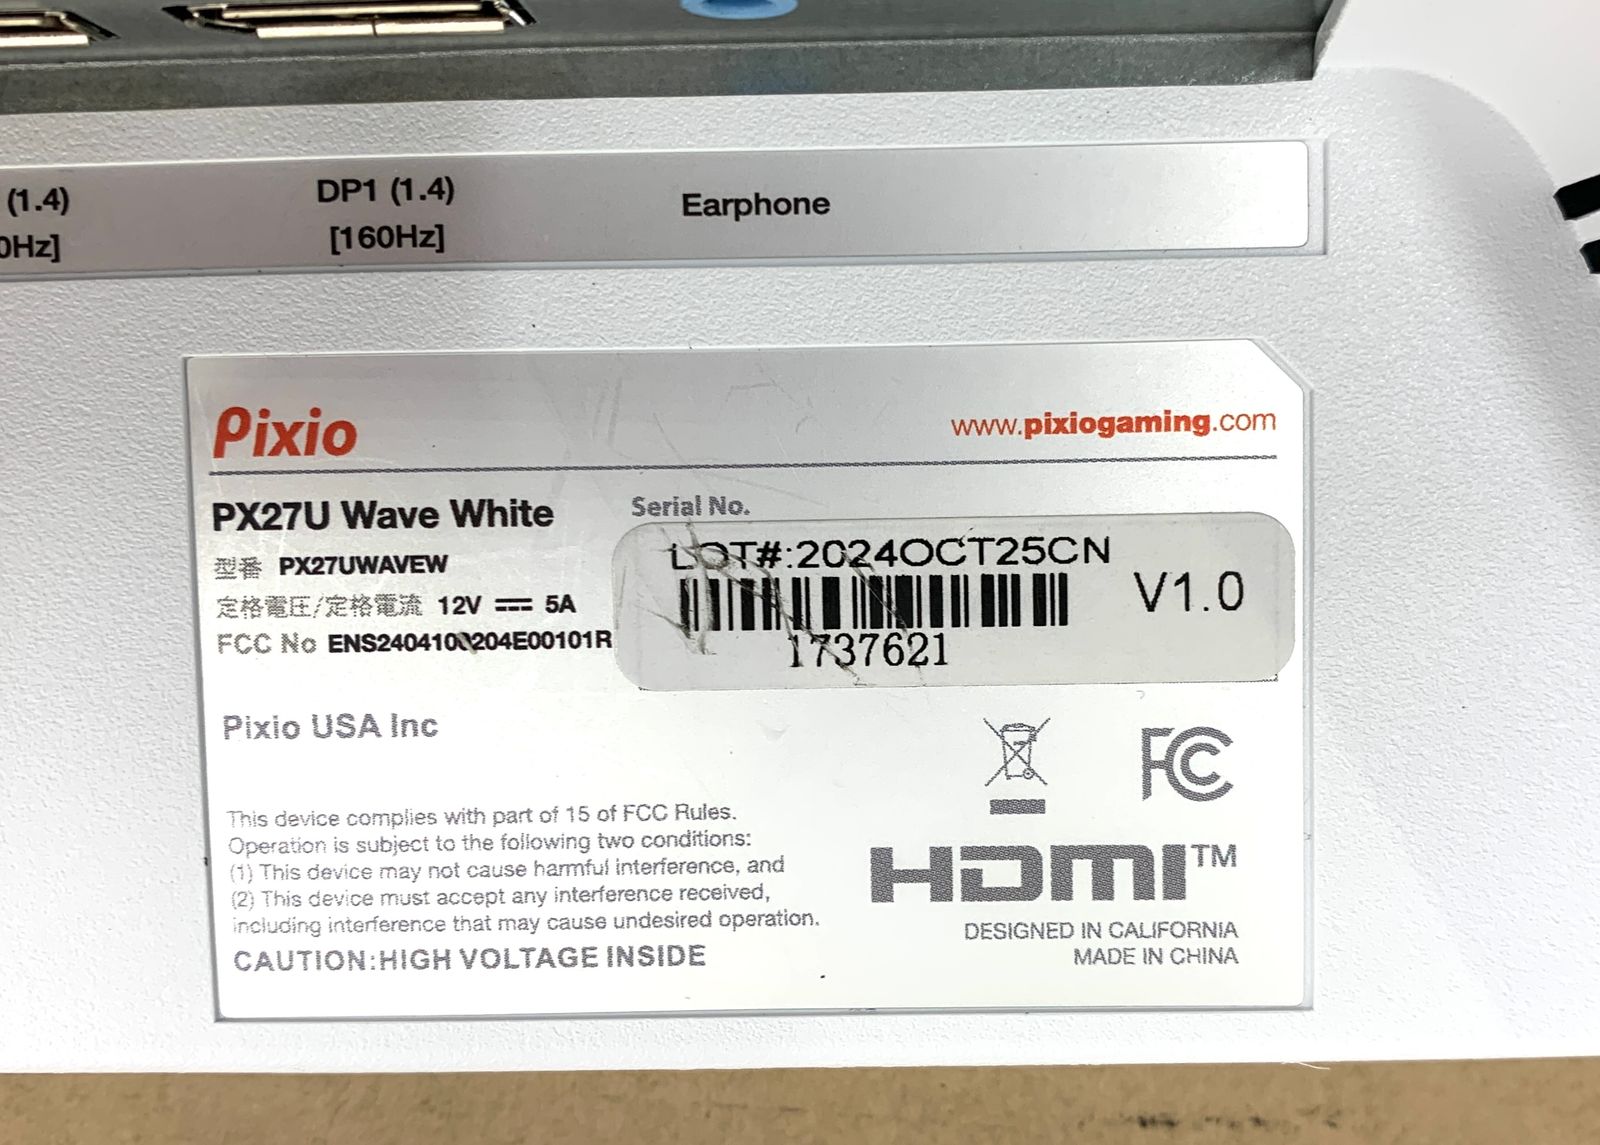 (1.4)
0Hz]
DP1 (1.4)
[160Hz]
Earphone
Pixio
www.pixiogaming.com
PX27U Wave White
型番 PX27UWAVEW
定格電圧/定格電流 12V ⎓ 5A
FCC No ENS2404100204E00101R
Serial No.
LOT#:2024OCT25CN
V1.0
1737621
Pixio USA Inc
FC
This device complies with part of 15 of FCC Rules.
Operation is subject to the following two conditions:
(1) This device may not cause harmful interference, and
(2) This device must accept any interference received,
including interference that may cause undesired operation.
CAUTION:HIGH VOLTAGE INSIDE
HDMI™
DESIGNED IN CALIFORNIA
MADE IN CHINA